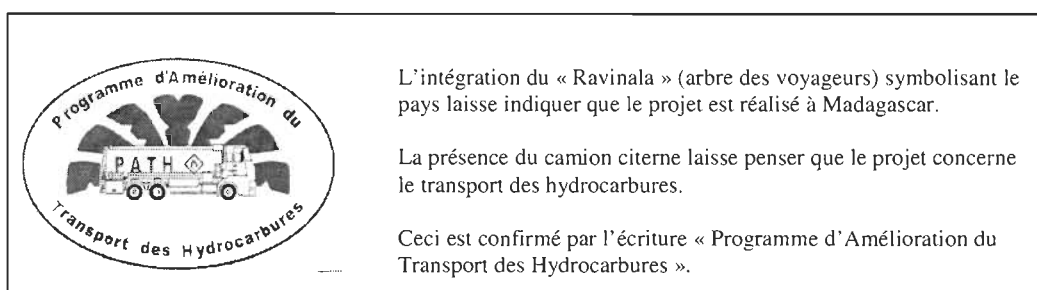 Programme d'Amélioration du
PATH
Transport des Hydrocarbures
L'intégration du « Ravinala » (arbre des voyageurs) symbolisant le
pays laisse indiquer que le projet est réalisé à Madagascar.
La présence du camion citerne laisse penser que le projet concerne
le transport des hydrocarbures.
Ceci est confirmé par l'écriture « Programme d'Amélioration du
Transport des Hydrocarbures ».